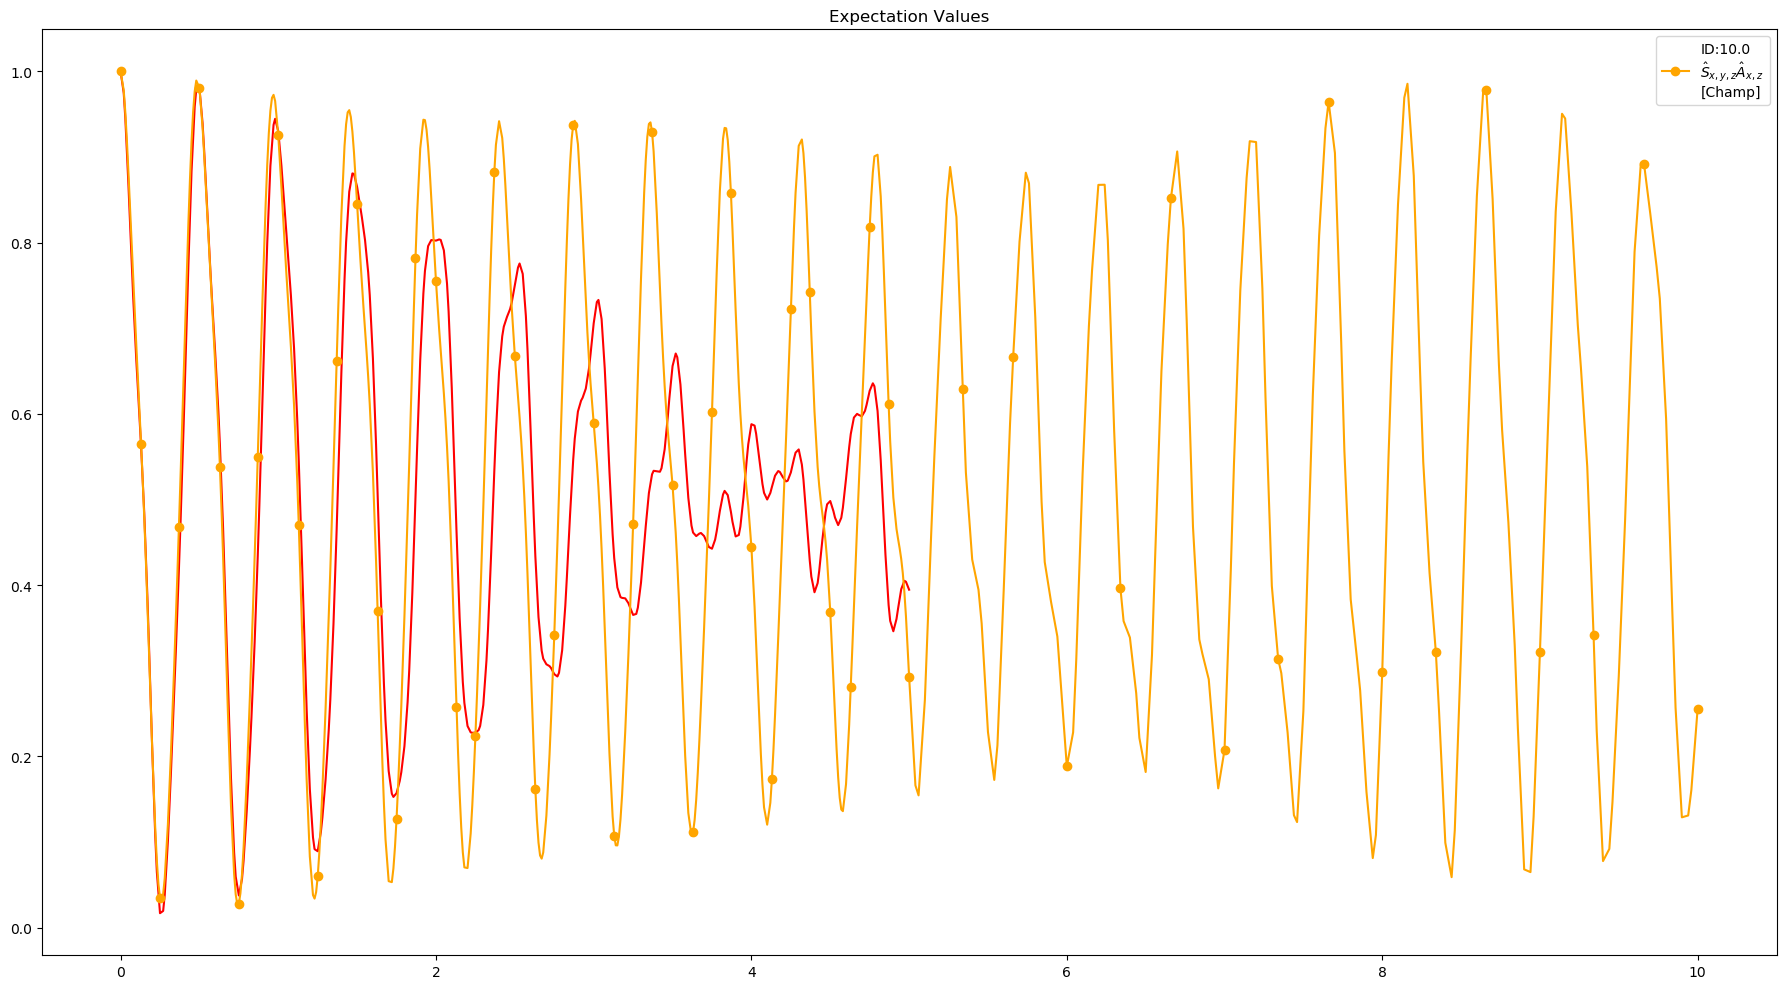 Expectation Values
ID:10.0
$\hat{S}_{x,y,z}\hat{A}_{x,z}$
[Champ]
1.0
0.8
0.6
0.4
0.2
0.0
0 2 4 6 8 10